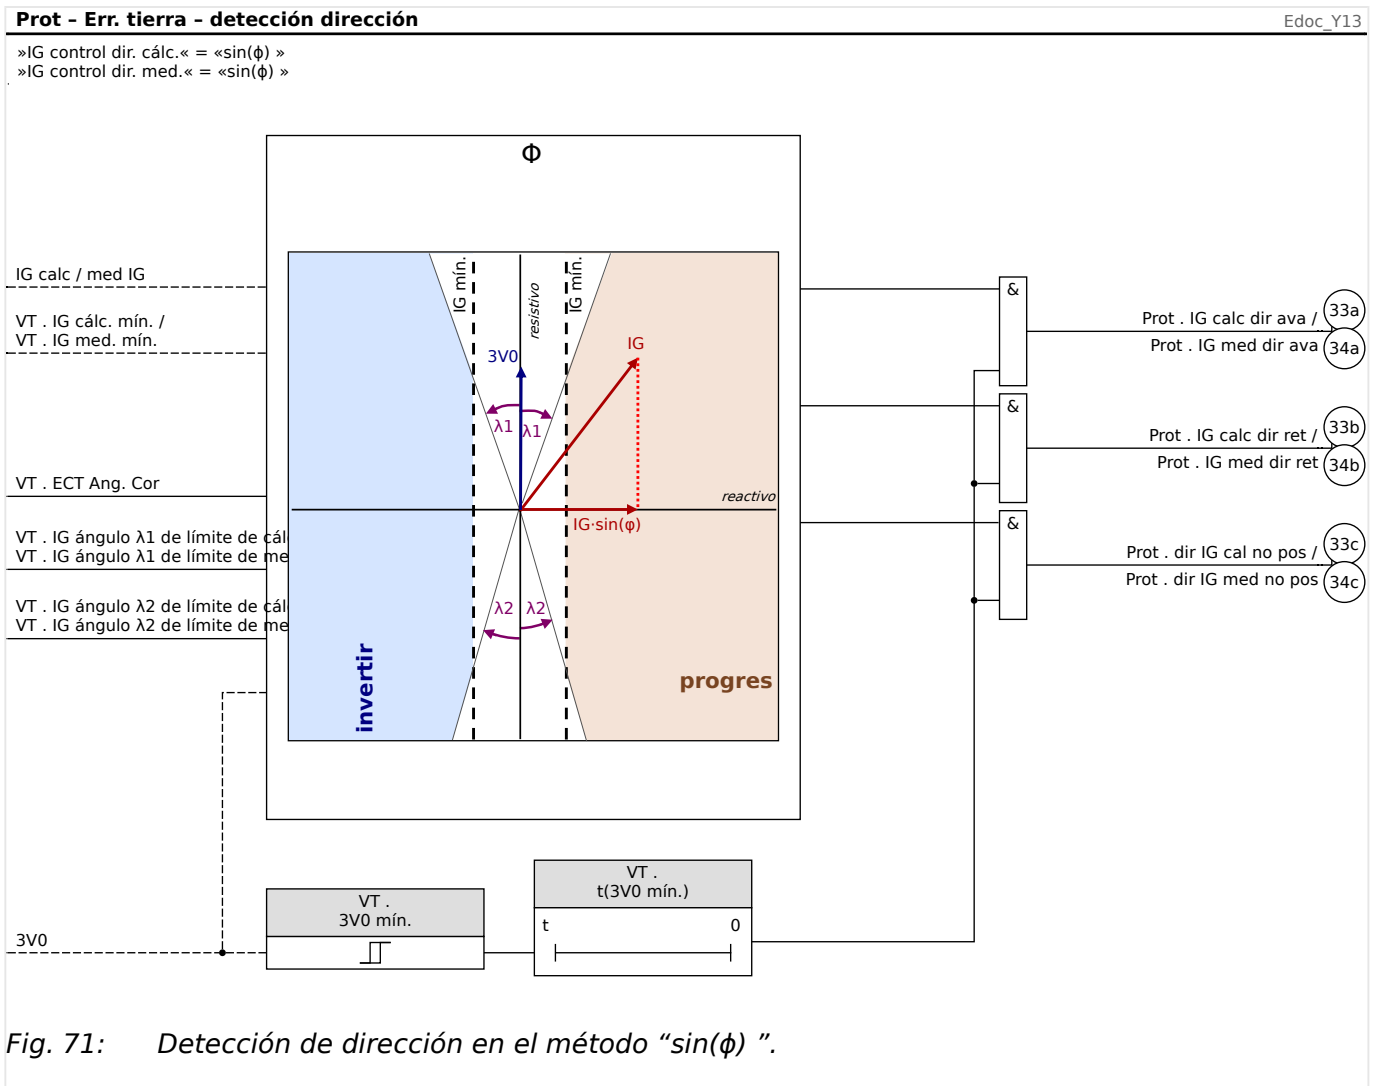 Prot – Err. tierra – detección dirección
Edoc_Y13
»IG control dir. cálc.« = «sin(ϕ) »
»IG control dir. med.« = «sin(ϕ) »
Φ
IG calc / med IG
VT . IG cálc. mín. /
VT . IG med. mín.
VT . ECT Ang. Cor
VT . IG ángulo λ1 de límite de cál
VT . IG ángulo λ1 de límite de me
VT . IG ángulo λ2 de límite de cál
VT . IG ángulo λ2 de límite de me
IG mín.
resistivo
IG mín.
3V0
IG
λ1
λ1
reactivo
IG·sin(φ)
λ2
λ2
invertir
progres
&
Prot . IG calc dir ava /
33a
Prot . IG med dir ava
34a
&
Prot . IG calc dir ret /
33b
Prot . IG med dir ret
34b
&
Prot . dir IG cal no pos /
33c
Prot . dir IG med no pos
34c
VT .
t(3V0 mín.)
t
0
VT .
3V0 mín.
3V0
Fig. 71: Detección de dirección en el método “sin(ϕ) ”.